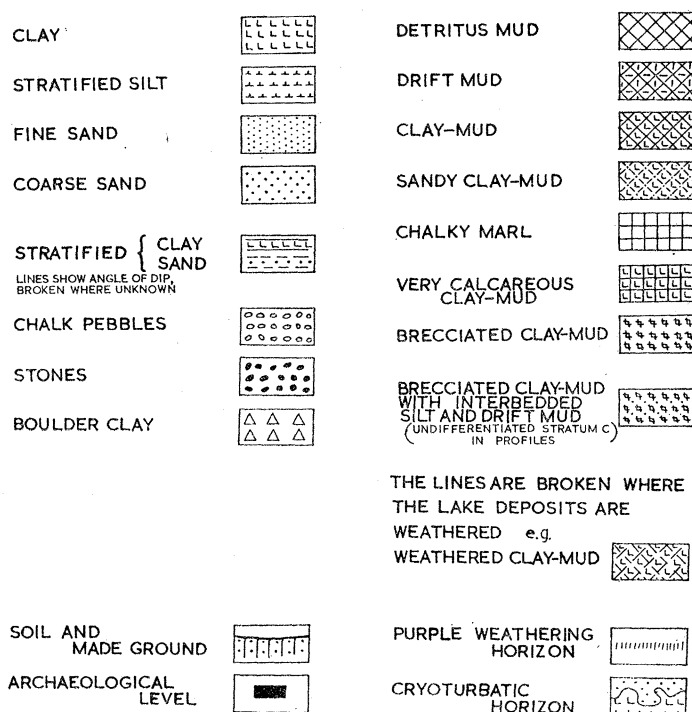 CLAY
STRATIFIED SILT
FINE SAND
COARSE SAND
STRATIFIED { CLAY
SAND
LINES SHOW ANGLE OF DIP,
BROKEN WHERE UNKNOWN
CHALK PEBBLES
STONES
BOULDER CLAY
SOIL AND
MADE GROUND
ARCHAEOLOGICAL
LEVEL
DETRITUS MUD
DRIFT MUD
CLAY-MUD
SANDY CLAY-MUD
CHALKY MARL
VERY CALCAREOUS
CLAY-MUD
BRECCIATED CLAY-MUD
BRECCIATED CLAY-MUD
WITH INTERBEDDED
SILT AND DRIFT MUD
(UNDIFFERENTIATED STRATUM C)
IN PROFILES
THE LINES ARE BROKEN WHERE
THE LAKE DEPOSITS ARE
WEATHERED e.g.
WEATHERED CLAY-MUD
PURPLE WEATHERING
HORIZON
CRYOTURBATIC
HORIZON